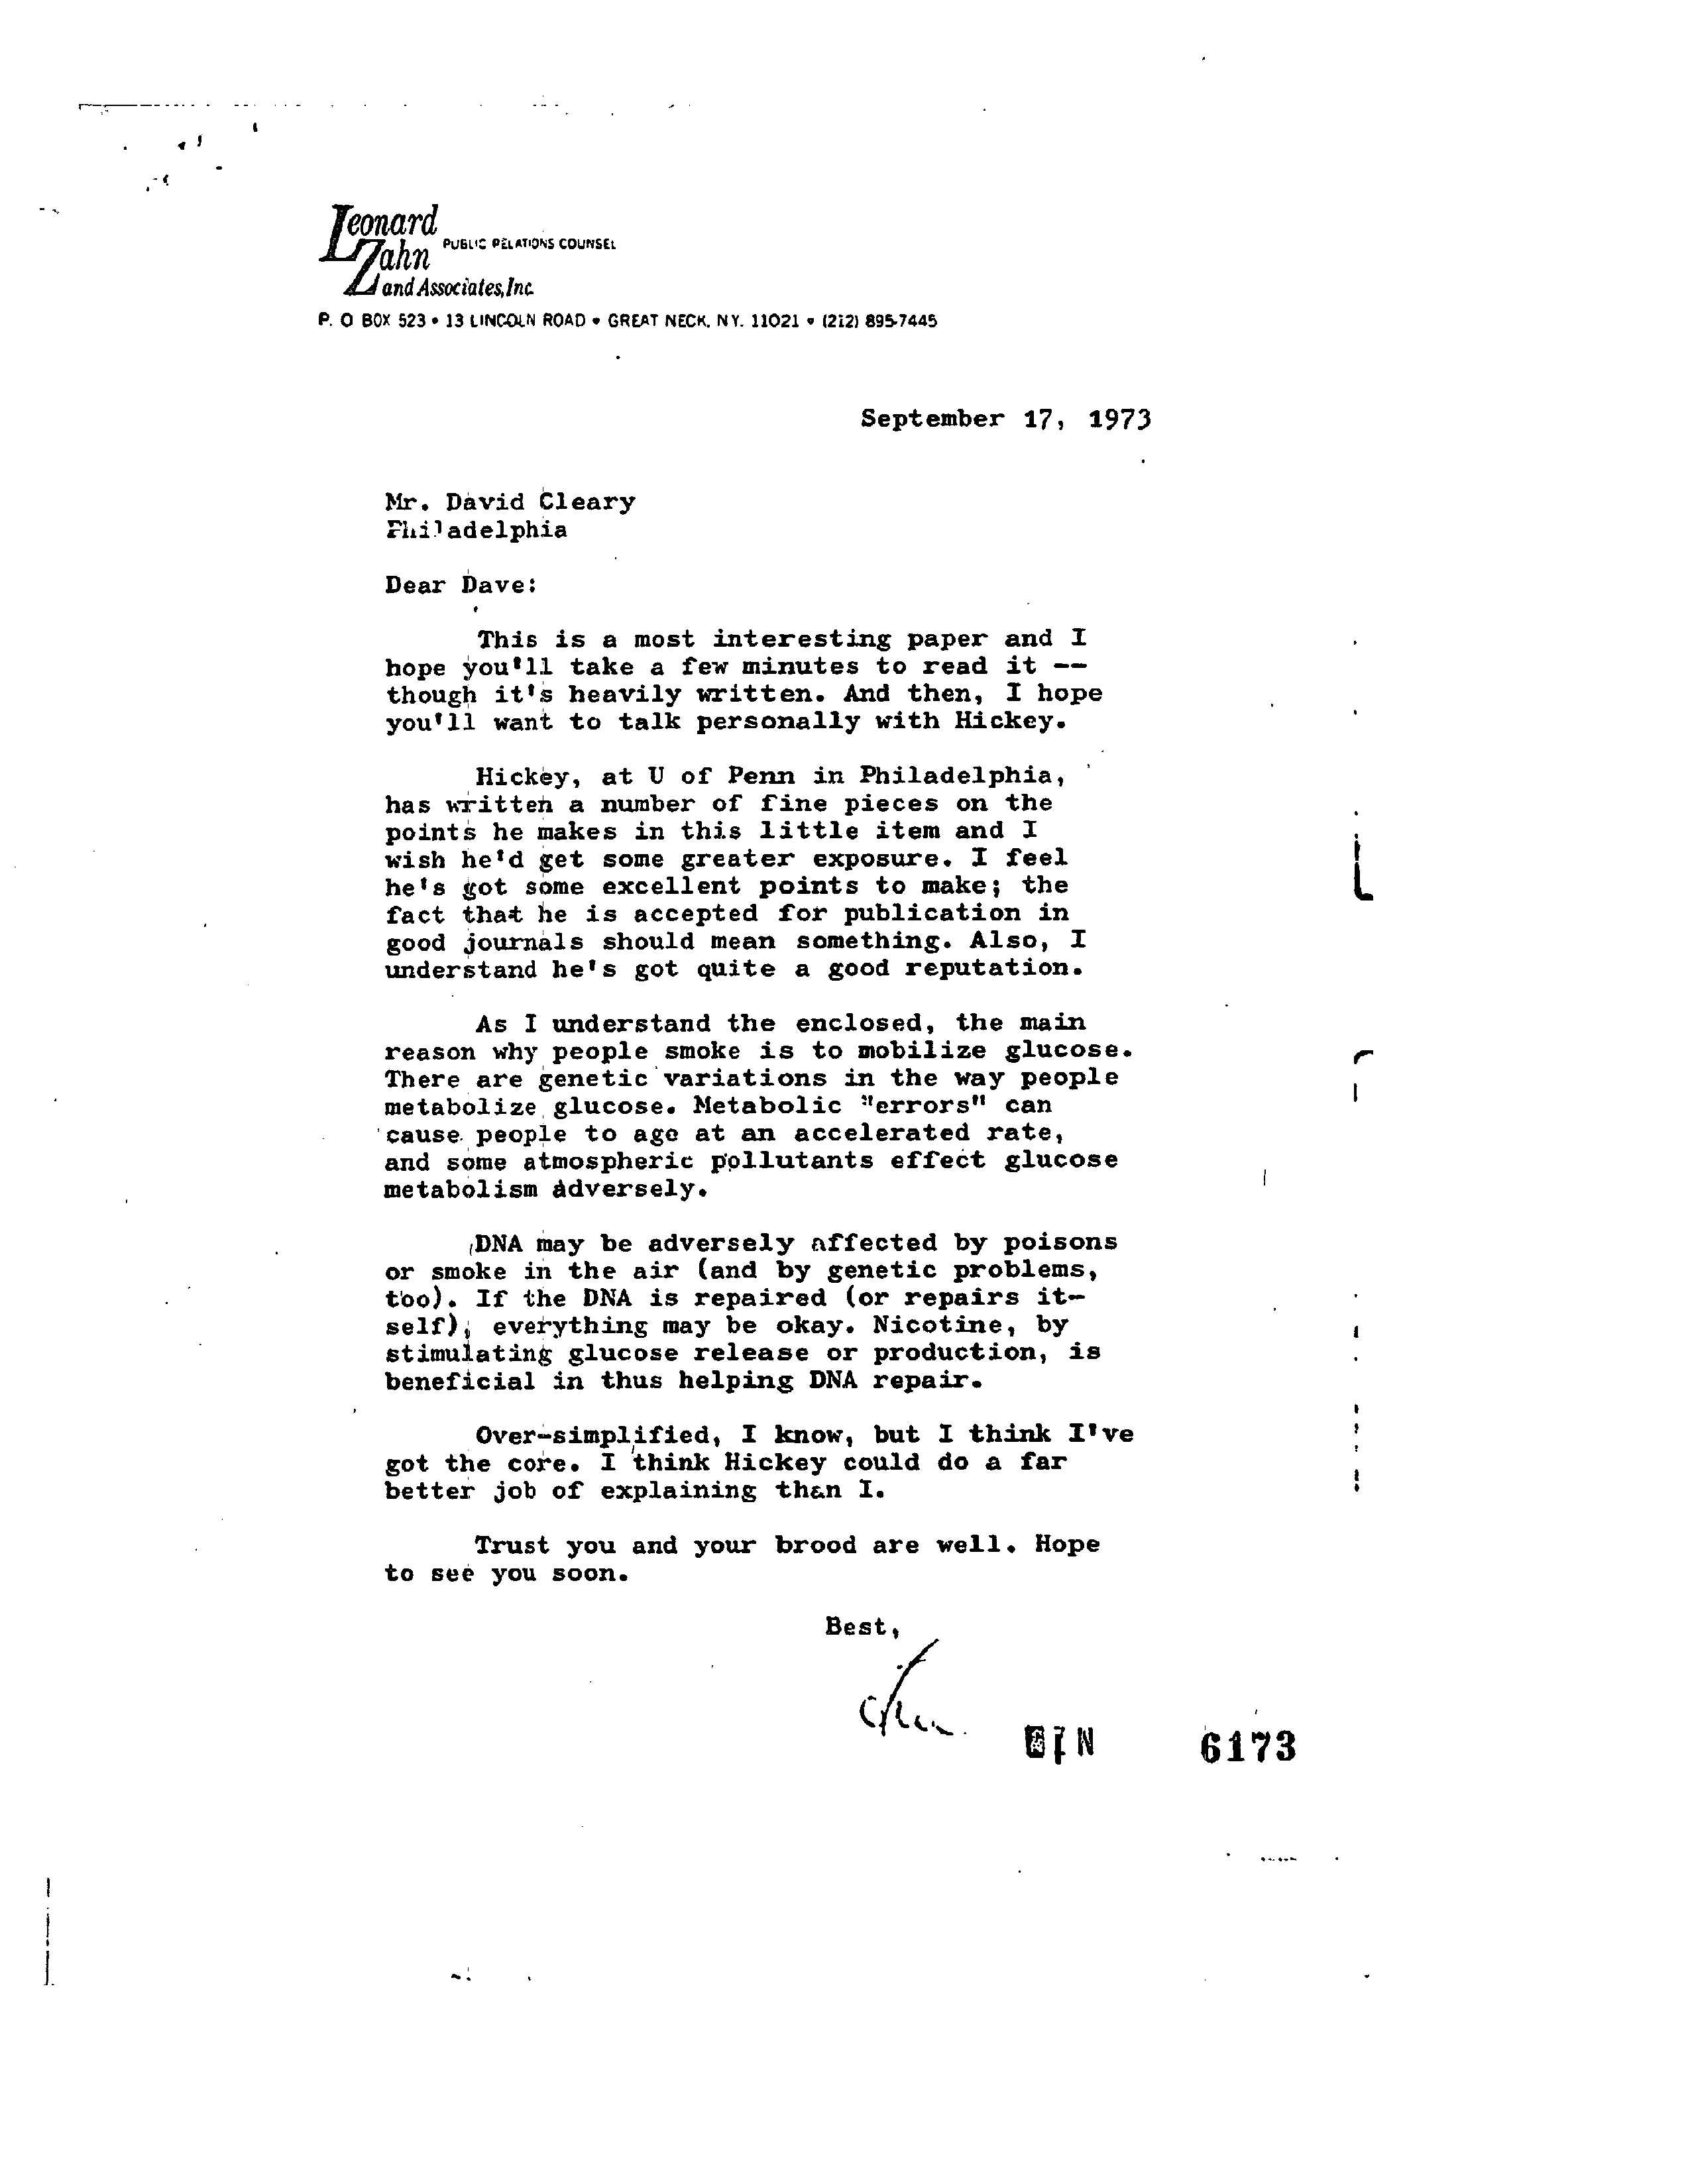 Leonard
Zahn PUBLIC RELATIONS COUNSEL
and Associates, Inc.
P. O BOX 523 • 13 LINCOLN ROAD • GREAT NECK, N.Y. 11021 • (212) 895-7445
September 17, 1973
Mr. David Cleary
Philadelphia
Dear Dave:
This is a most interesting paper and I
hope you'll take a few minutes to read it --
though it's heavily written. And then, I hope
you'll want to talk personally with Hickey.
Hickey, at U of Penn in Philadelphia,
has written a number of fine pieces on the
points he makes in this little item and I
wish he'd get some greater exposure. I feel
he's got some excellent points to make; the
fact that he is accepted for publication in
good journals should mean something. Also, I
understand he's got quite a good reputation.
As I understand the enclosed, the main
reason why people smoke is to mobilize glucose.
There are genetic variations in the way people
metabolize glucose. Metabolic "errors" can
cause people to age at an accelerated rate,
and some atmospheric pollutants effect glucose
metabolism adversely.
DNA may be adversely affected by poisons
or smoke in the air (and by genetic problems,
too). If the DNA is repaired (or repairs it-
self), everything may be okay. Nicotine, by
stimulating glucose release or production, is
beneficial in thus helping DNA repair.
Over-simplified, I know, but I think I've
got the core. I think Hickey could do a far
better job of explaining than I.
Trust you and your brood are well. Hope
to see you soon.
Best,
6173